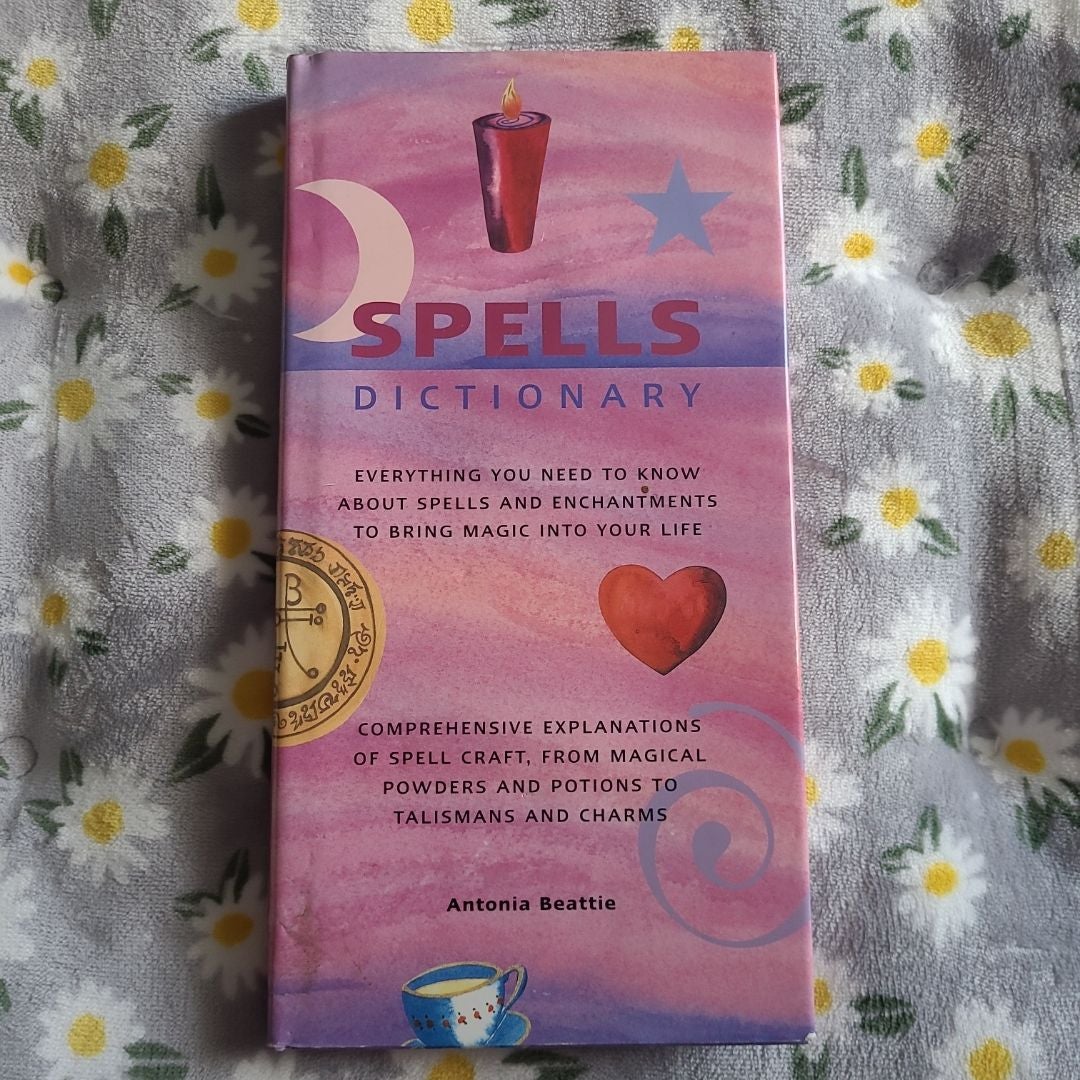 SPELLS
DICTIONARY
EVERYTHING YOU NEED TO KNOW
ABOUT SPELLS AND ENCHANTMENTS
TO BRING MAGIC INTO YOUR LIFE
B
COMPREHENSIVE EXPLANATIONS
OF SPELL CRAFT, FROM MAGICAL
POWDERS AND POTIONS TO
TALISMANS AND CHARMS
Antonia Beattie